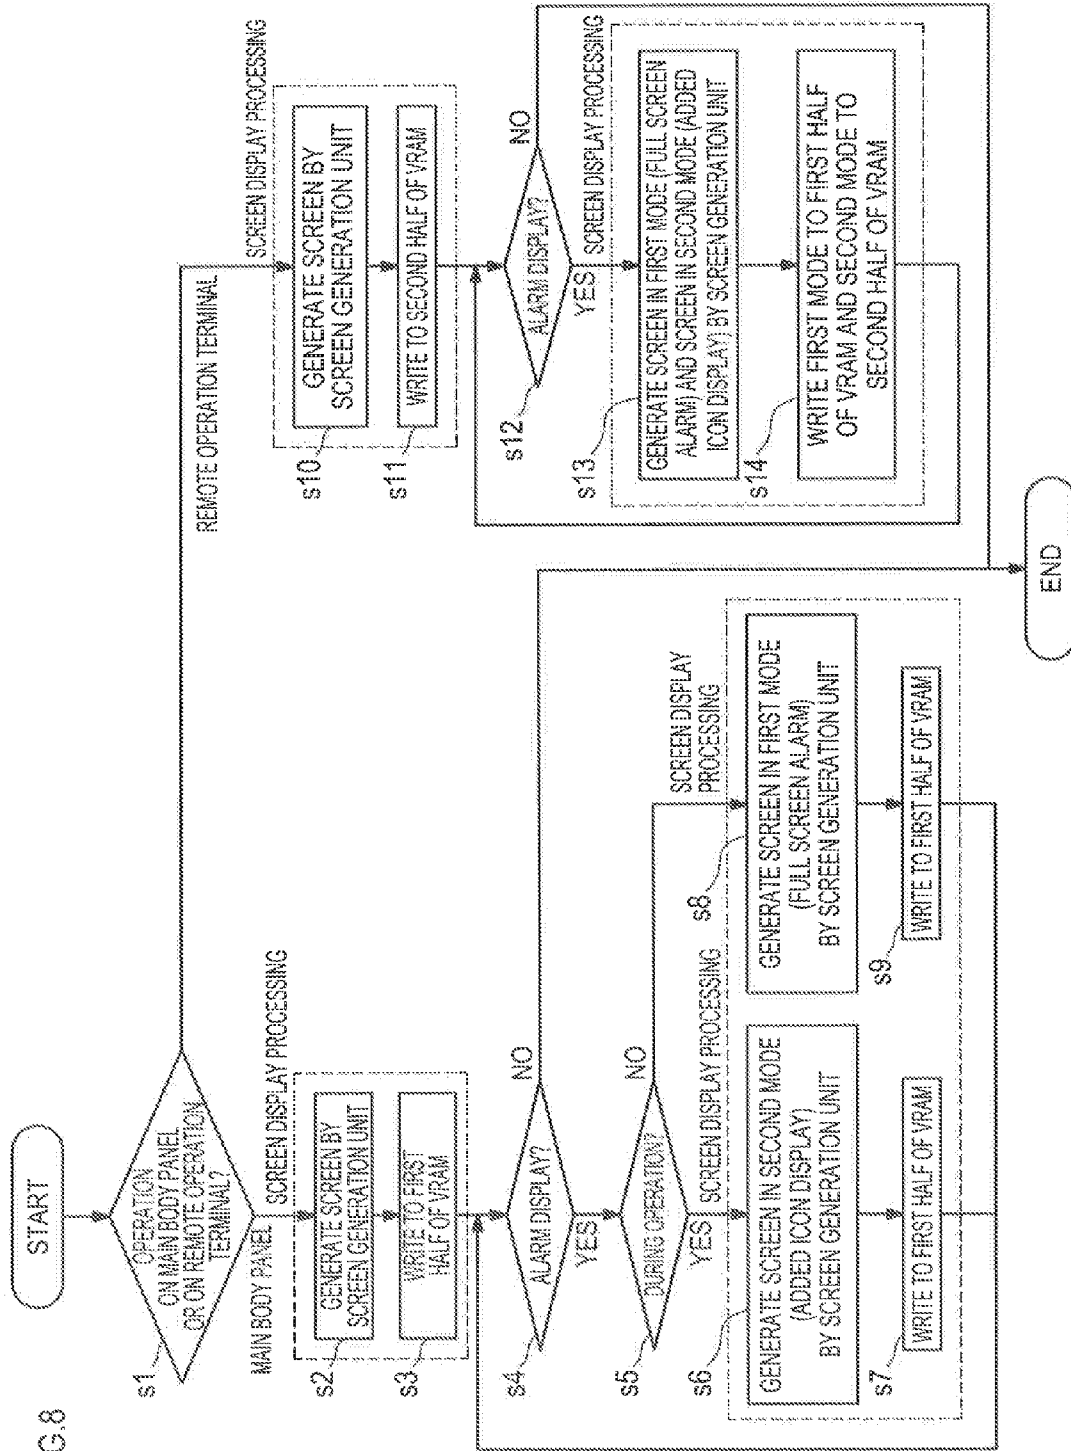 G.8
START
s1
OPERATION
ON MAIN BODY PANEL
OR ON REMOTE OPERATION
TERMINAL?
MAIN BODY PANEL
SCREEN DISPLAY PROCESSING
s2
GENERATE SCREEN BY
SCREEN GENERATION UNIT
s3
WRITE TO FIRST
HALF OF VRAM
s4
ALARM DISPLAY?
NO
YES
s5
DURING OPERATION?
NO
YES
SCREEN DISPLAY PROCESSING
s6
GENERATE SCREEN IN SECOND MODE
(ADDED ICON DISPLAY)
BY SCREEN GENERATION UNIT
s7
WRITE TO FIRST HALF OF VRAM
SCREEN DISPLAY
PROCESSING
s8
GENERATE SCREEN IN FIRST MODE
(FULL SCREEN ALARM)
BY SCREEN GENERATION UNIT
s9
WRITE TO FIRST HALF OF VRAM
REMOTE OPERATION TERMINAL
SCREEN DISPLAY PROCESSING
s10
GENERATE SCREEN BY
SCREEN GENERATION UNIT
s11
WRITE TO SECOND HALF OF VRAM
s12
ALARM DISPLAY?
NO
YES
SCREEN DISPLAY PROCESSING
s13
GENERATE SCREEN IN FIRST MODE (FULL SCREEN
ALARM) AND SCREEN IN SECOND MODE (ADDED
ICON DISPLAY) BY SCREEN GENERATION UNIT
s14
WRITE FIRST MODE TO FIRST HALF
OF VRAM AND SECOND MODE TO
SECOND HALF OF VRAM
END